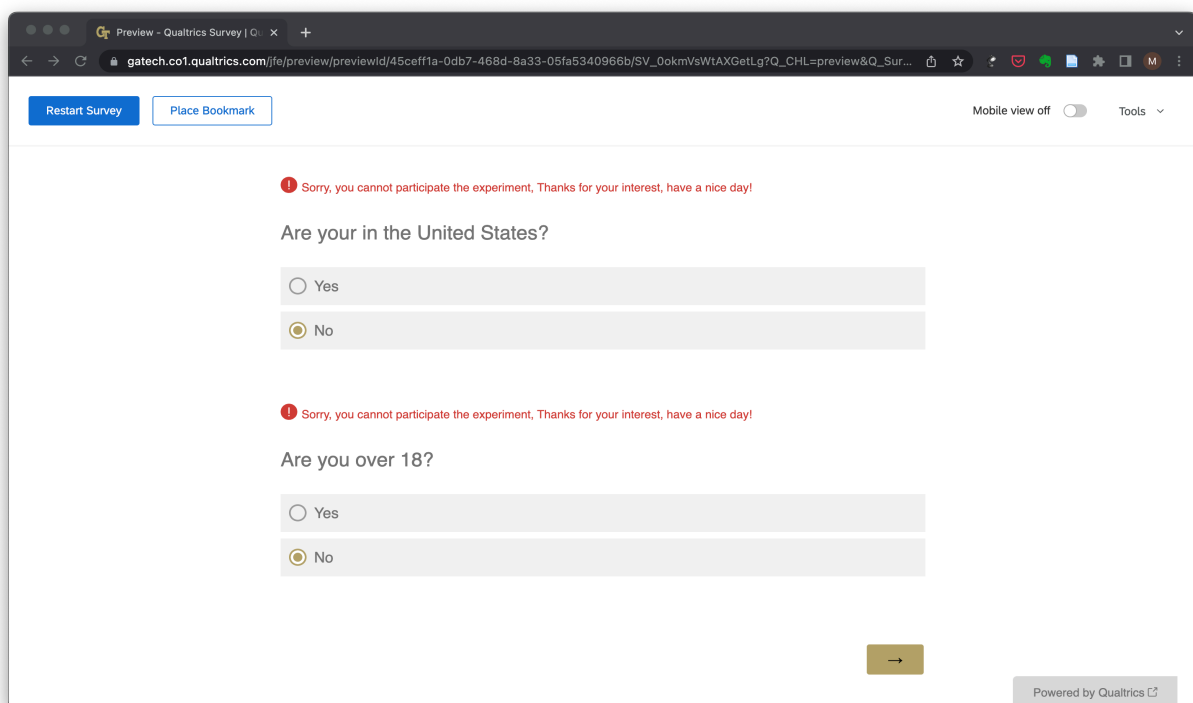 Preview - Qualtrics Survey | Qu
gatech.co1.qualtrics.com/jfe/preview/previewId/45ceff1a-0db7-468d-8a33-05fa5340966b/SV_0okmVsWtAXGetLg?Q_CHL=preview&Q_Sur...
M
Restart Survey
Place Bookmark
Mobile view off
Tools
Sorry, you cannot participate the experiment, Thanks for your interest, have a nice day!
Are your in the United States?
Yes
No
Sorry, you cannot participate the experiment, Thanks for your interest, have a nice day!
Are you over 18?
Yes
No
→
Powered by Qualtrics